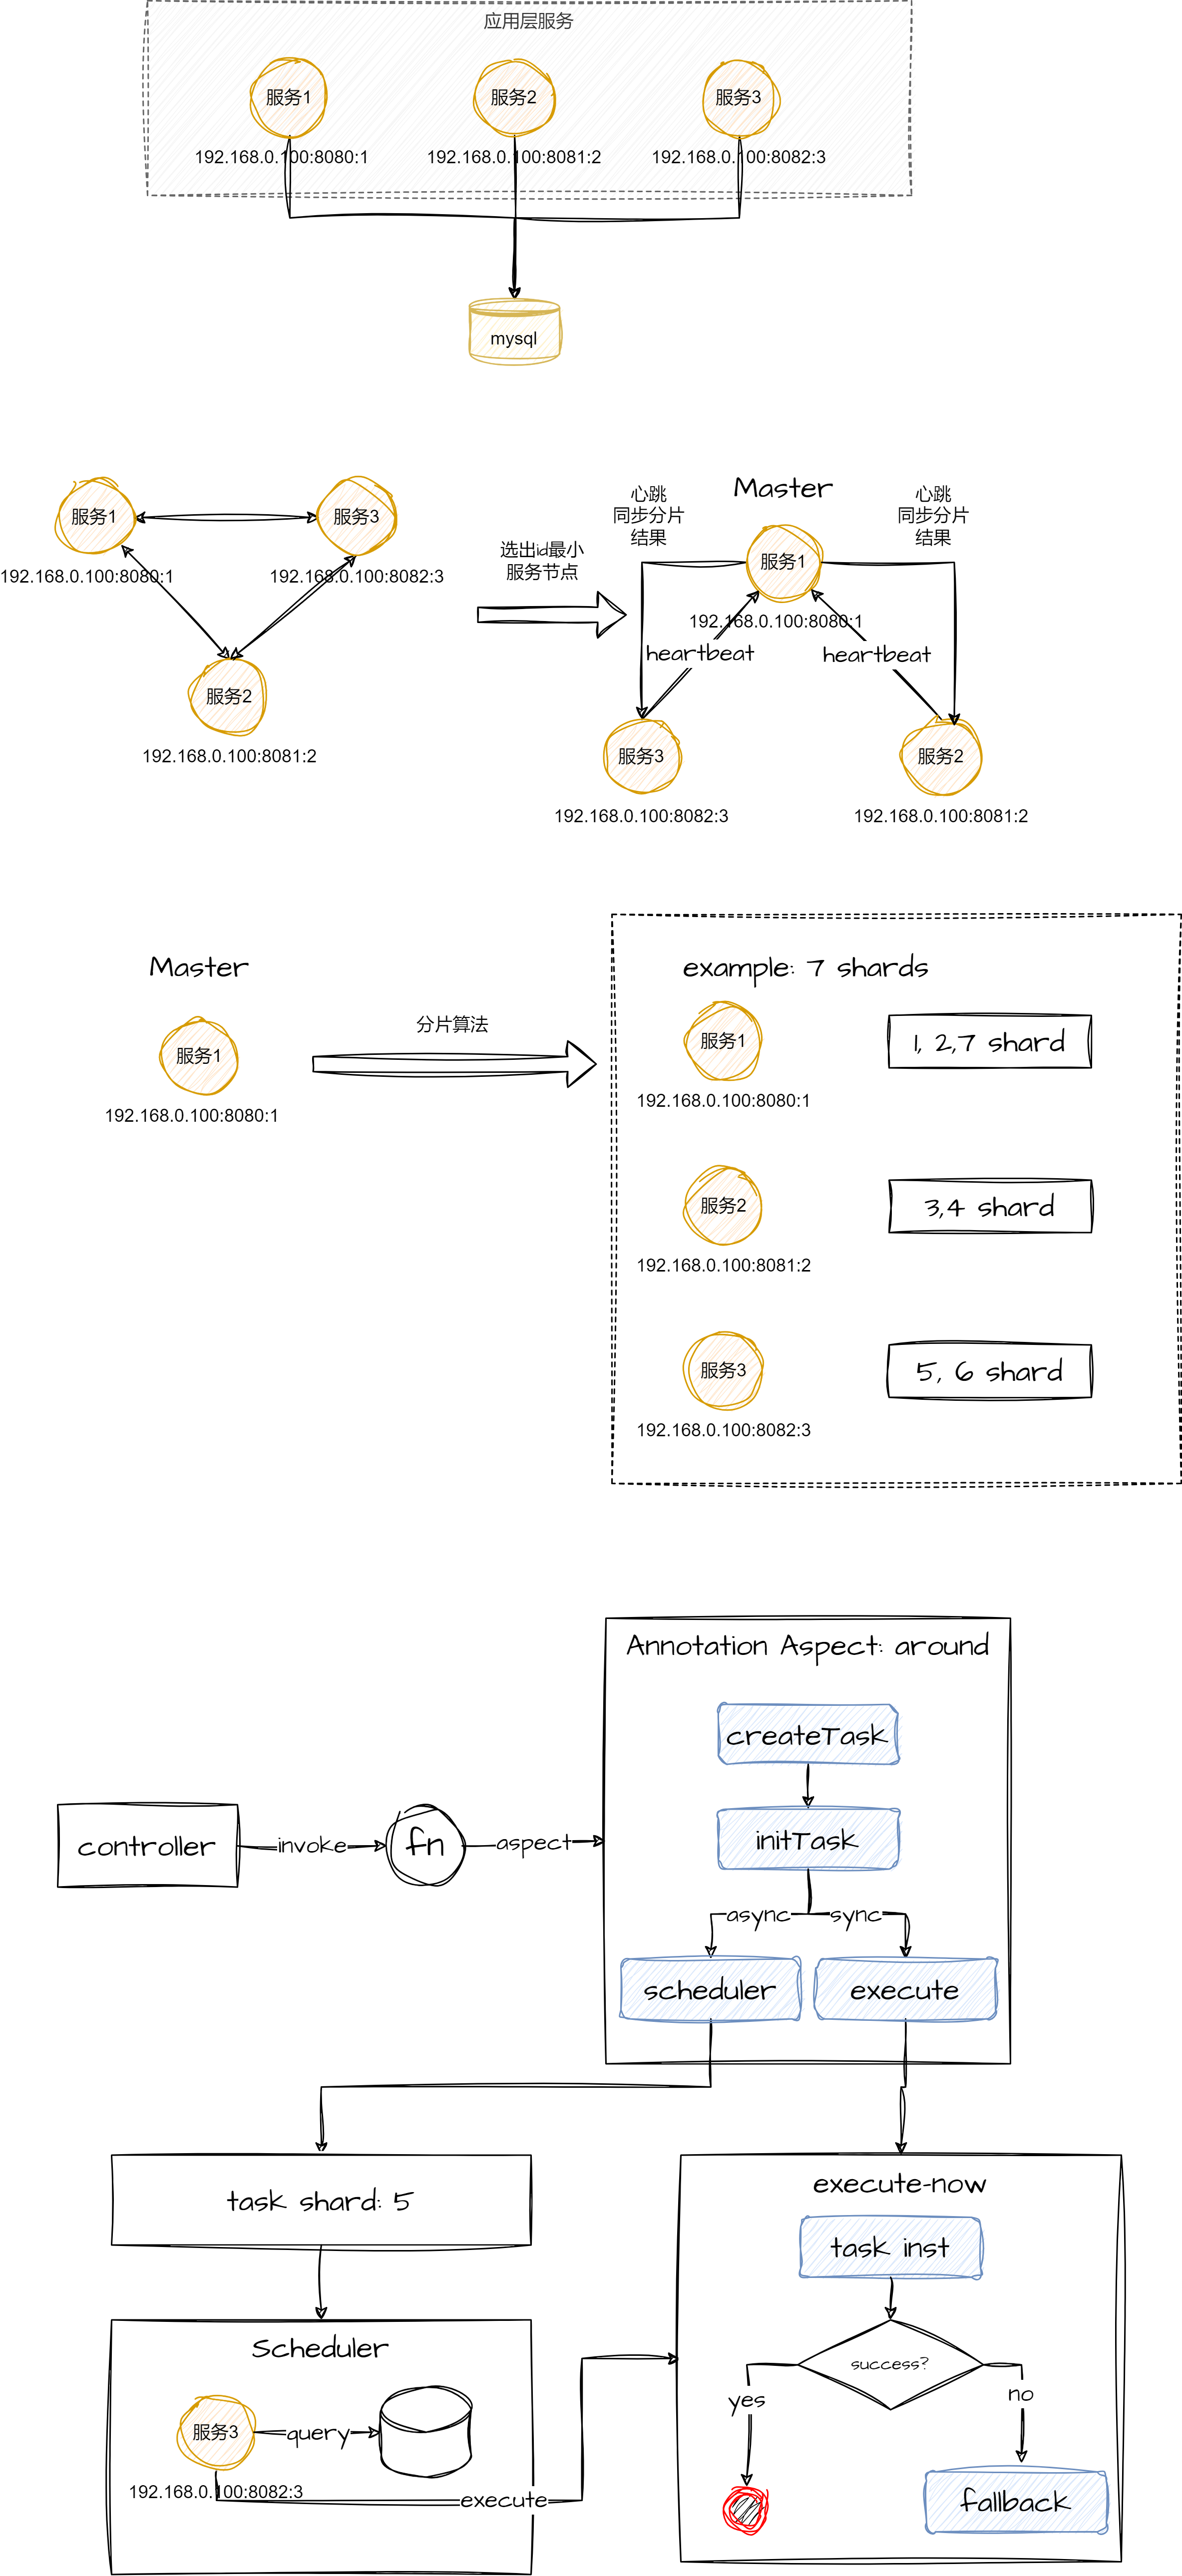 应用层服务
服务1
服务2
服务3
192.168.0.100:8080:1
192.168.0.100:8081:2
192.168.0.100:8082:3
mysql
服务1
服务3
192.168.0.100:8080:1
192.168.0.100:8082:3
服务2
192.168.0.100:8081:2
选出id最小
服务节点
Master
心跳
同步分片
结果
心跳
同步分片
结果
服务1
192.168.0.100:8080:1
heartbeat
heartbeat
服务3
服务2
192.168.0.100:8082:3
192.168.0.100:8081:2
Master
服务1
192.168.0.100:8080:1
分片算法
example: 7 shards
服务1
1, 2,7 shard
192.168.0.100:8080:1
服务2
3,4 shard
192.168.0.100:8081:2
服务3
5, 6 shard
192.168.0.100:8082:3
Annotation Aspect: around
createTask
controller
invoke
fn
aspect
initTask
async
sync
scheduler
execute
task shard: 5
execute-now
task inst
Scheduler
success?
yes
no
服务3
query
192.168.0.100:8082:3
execute
fallback